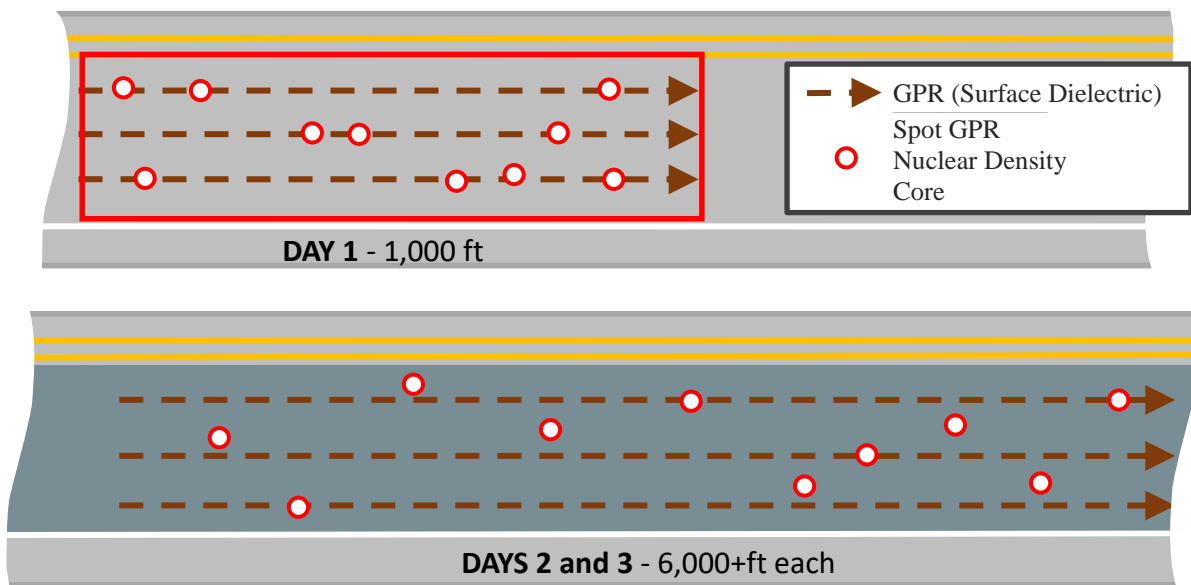 GPR (Surface Dielectric)
Spot GPR
Nuclear Density
Core
DAY 1 - 1,000 ft
DAYS 2 and 3 - 6,000+ft each